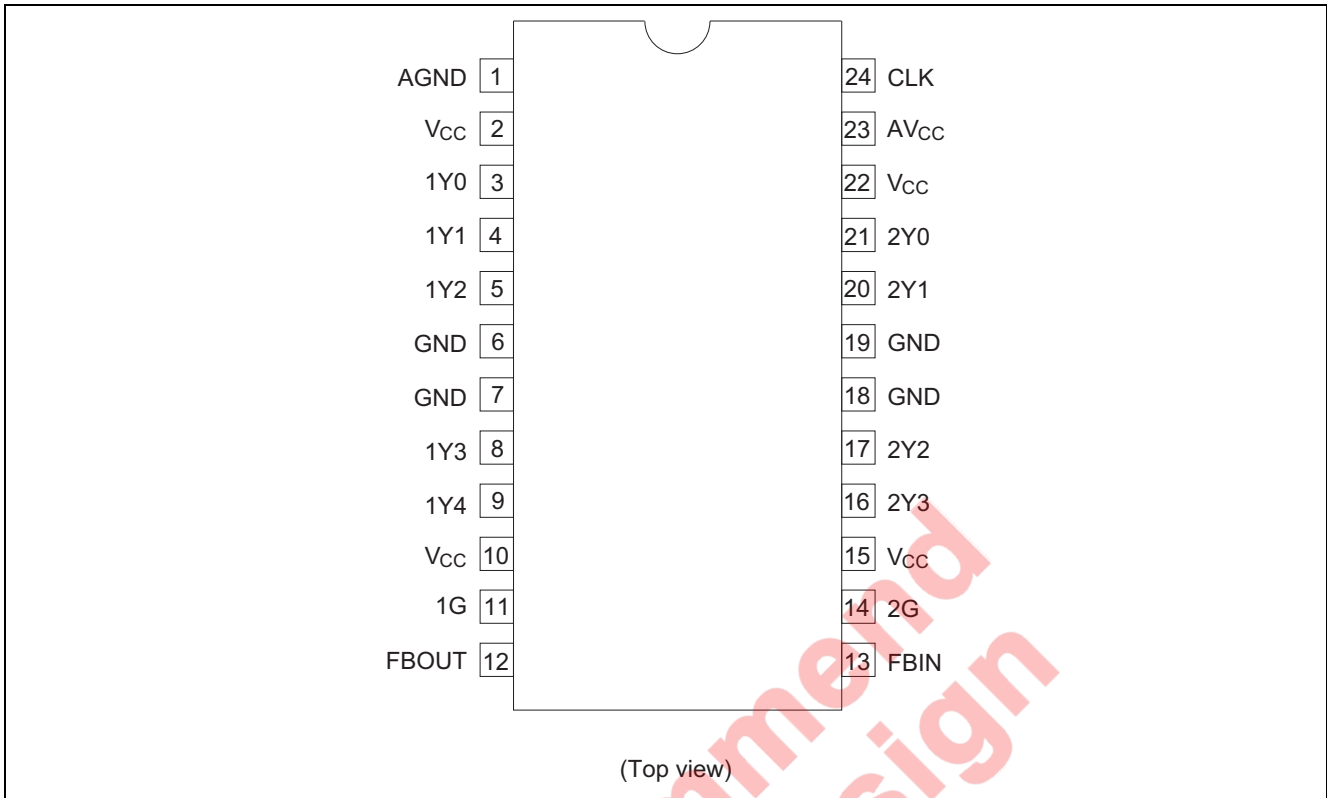 AGND 1 24 CLK
VCC 2 23 AVCC
1Y0 3 22 VCC
1Y1 4 21 2Y0
1Y2 5 20 2Y1
GND 6 19 GND
GND 7 18 GND
1Y3 8 17 2Y2
1Y4 9 16 2Y3
VCC 10 15 VCC
1G 11 14 2G
FBOUT 12 13 FBIN
(Top view)
mmend
sign